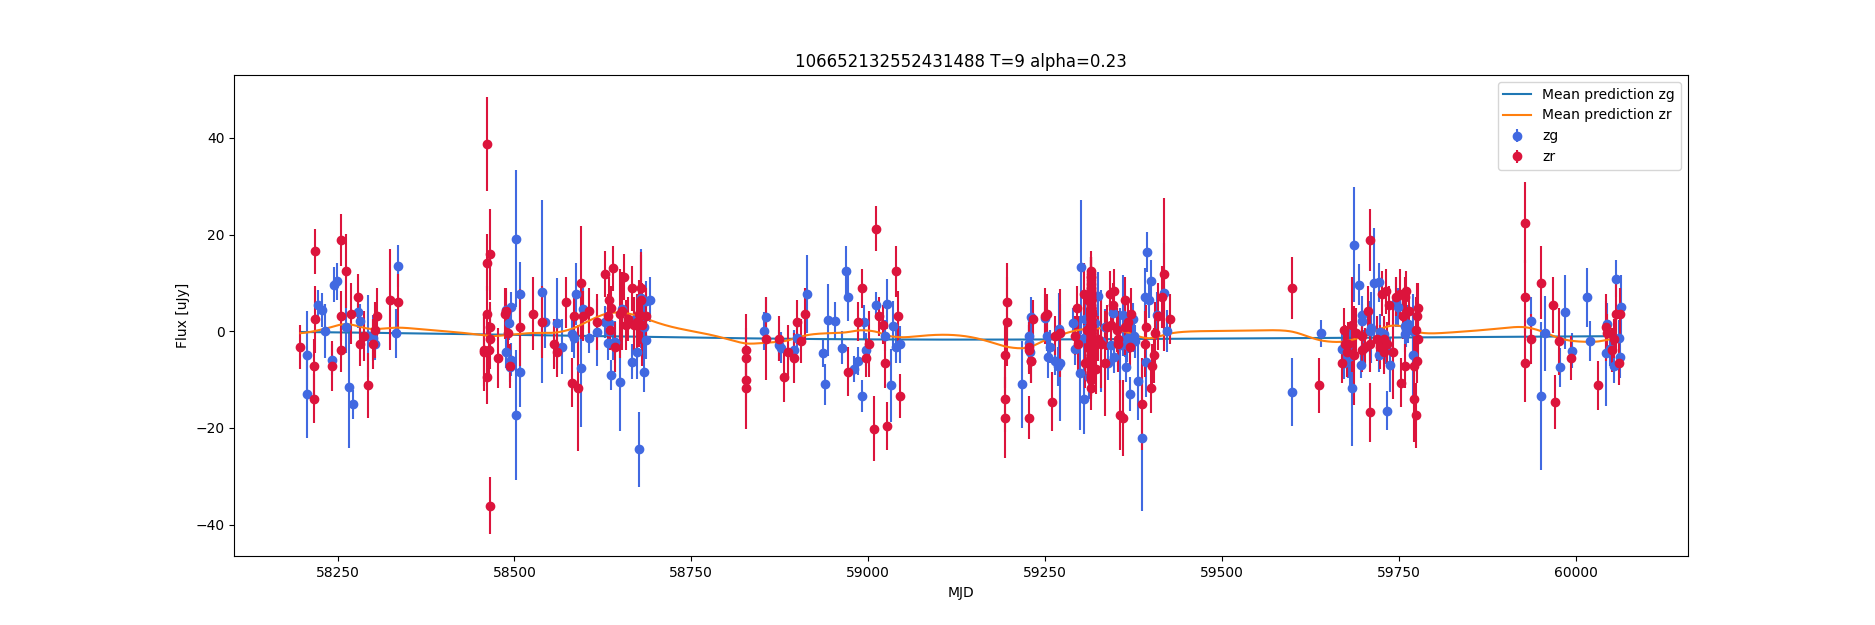 106652132552431488 T=9 alpha=0.23
Mean prediction zg
Mean prediction zr
zg
zr
Flux [uJy]
40
20
0
−20
−40
58250 58500 58750 59000 59250 59500 59750 60000
MJD